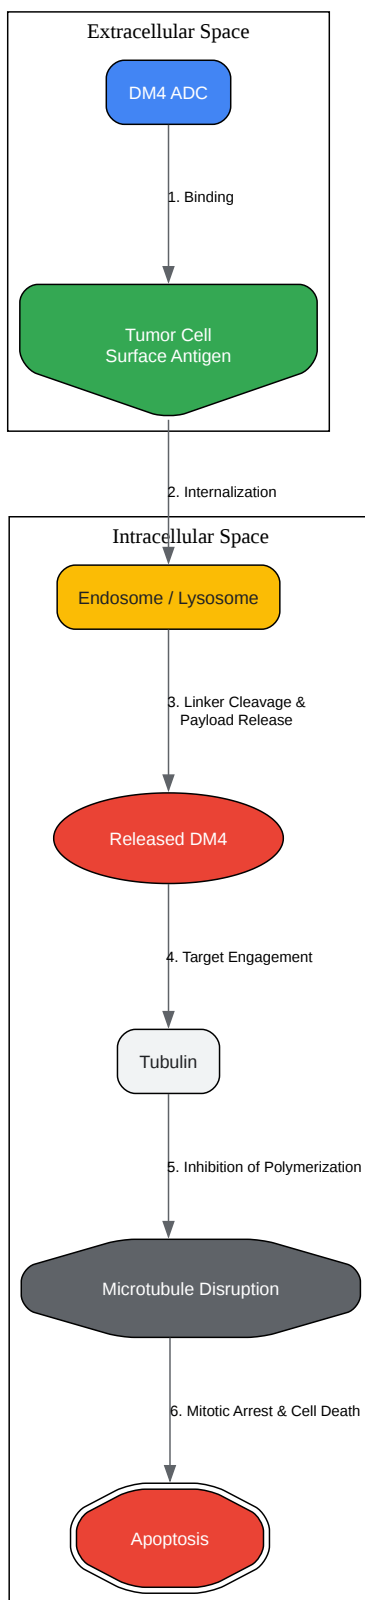 Extracellular Space
DM4 ADC
1. Binding
Tumor Cell
Surface Antigen
2. Internalization
Intracellular Space
Endosome / Lysosome
3. Linker Cleavage &
Payload Release
Released DM4
4. Target Engagement
Tubulin
5. Inhibition of Polymerization
Microtubule Disruption
6. Mitotic Arrest & Cell Death
Apoptosis